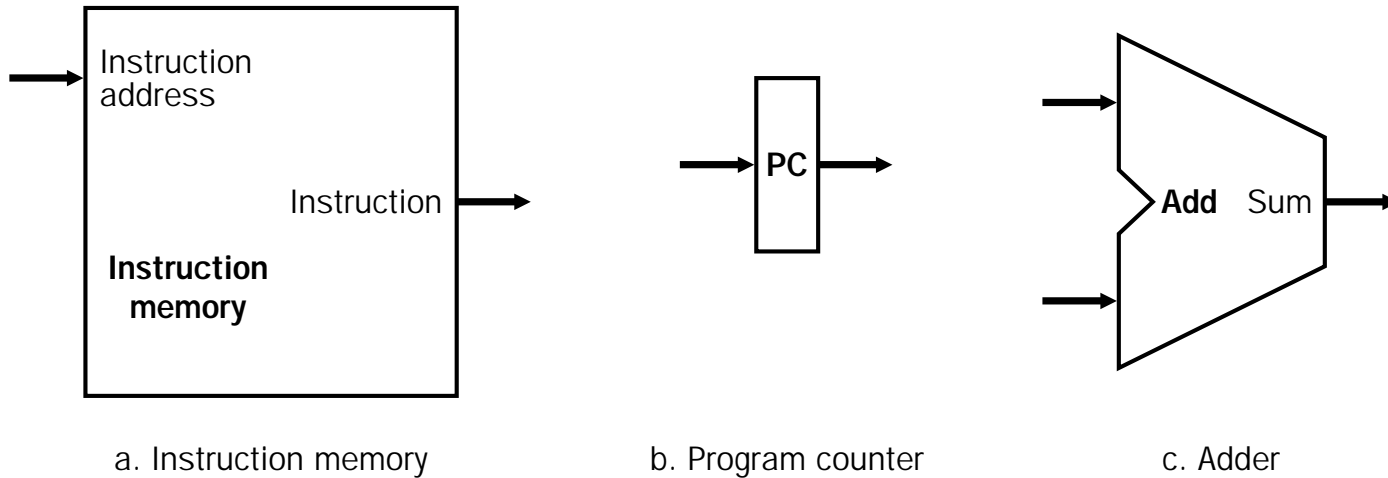 Instruction
address
Instruction
Instruction
memory
PC
Add Sum
a. Instruction memory
b. Program counter
c. Adder